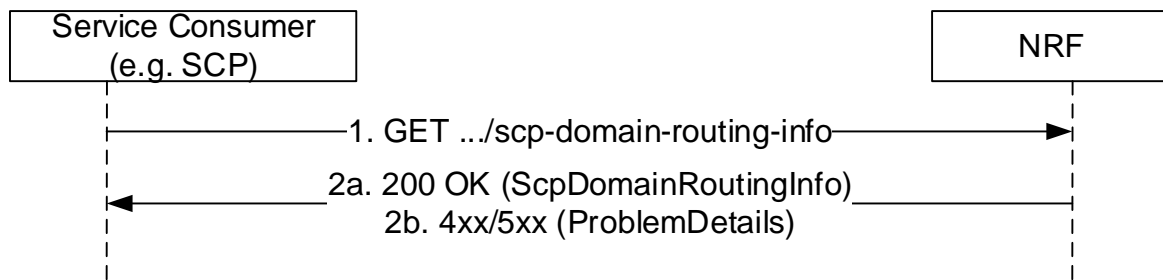 Service Consumer
(e.g. SCP)
NRF
1. GET .../scp-domain-routing-info
2a. 200 OK (ScpDomainRoutingInfo)
2b. 4xx/5xx (ProblemDetails)